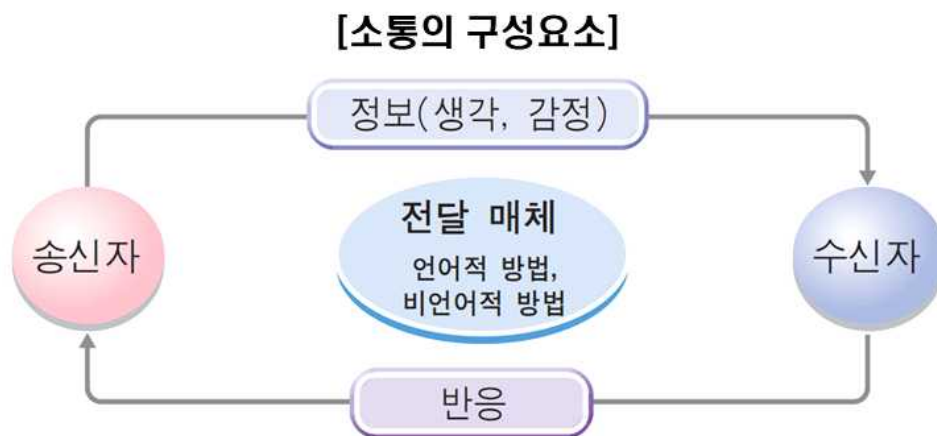 [소통의 구성요소]
정보(생각, 감정)
송신자
전달 매체
언어적 방법,
비언어적 방법
수신자
반응